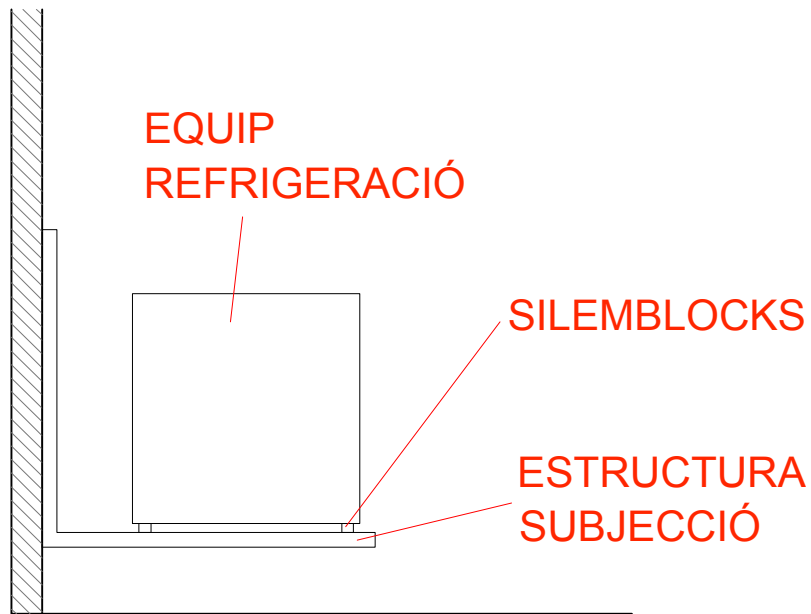 EQUIP
REFRIGERACIÓ
SILEMBLOCKS
ESTRUCTURA
SUBJECCIÓ